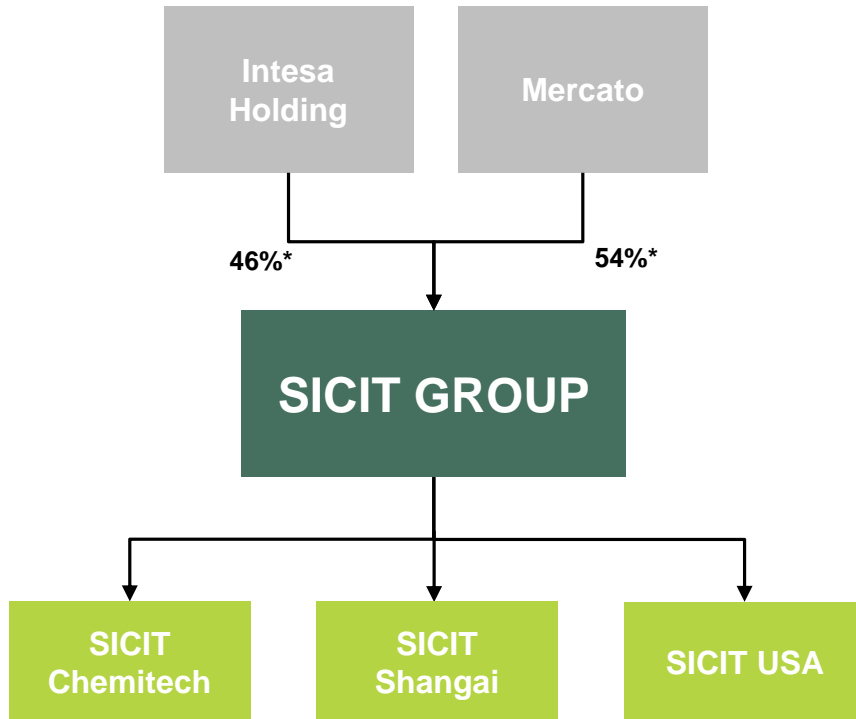 Intesa
Holding
Mercato
46%*
54%*
SICIT GROUP
SICIT
Chemitech
SICIT
Shangai
SICIT USA